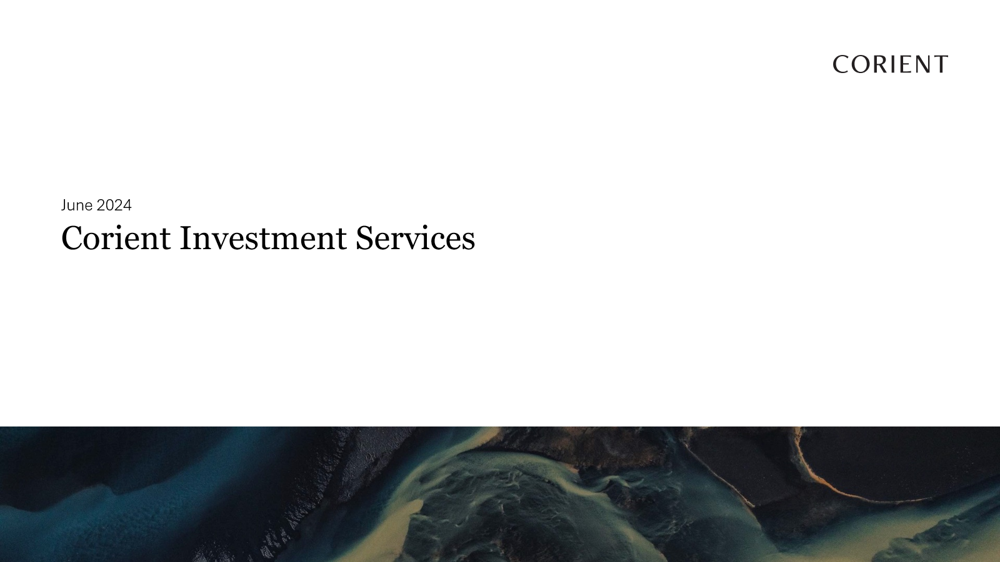 CORIENT
June 2024
Corient Investment Services